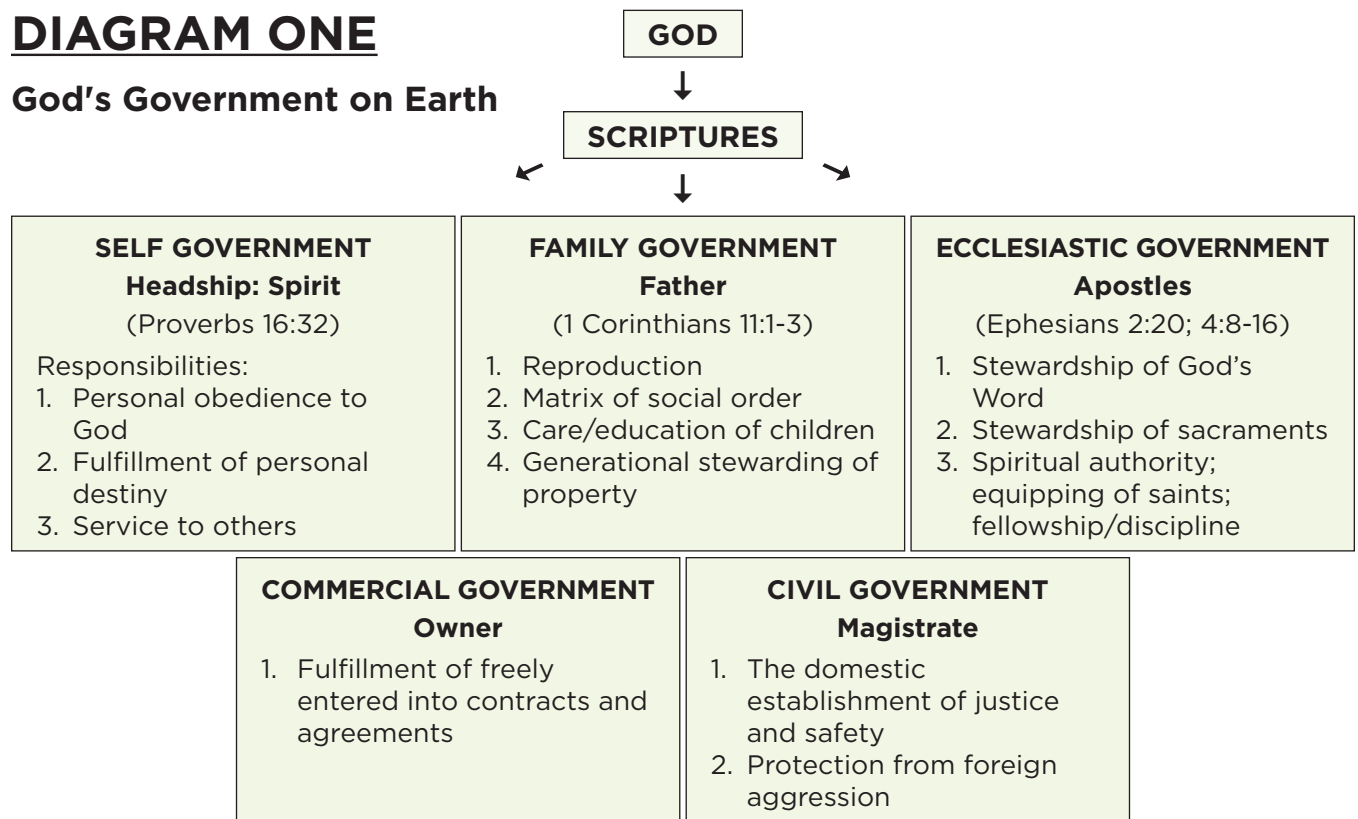 DIAGRAM ONE
God's Government on Earth
GOD
SCRIPTURES
SELF GOVERNMENT
Headship: Spirit
(Proverbs 16:32)
Responsibilities:
1. Personal obedience to
God
2. Fulfillment of personal
destiny
3. Service to others
FAMILY GOVERNMENT
Father
(1 Corinthians 11:1-3)
1. Reproduction
2. Matrix of social order
3. Care/education of children
4. Generational stewarding of
property
ECCLESIASTIC GOVERNMENT
Apostles
(Ephesians 2:20; 4:8-16)
1. Stewardship of God’s
Word
2. Stewardship of sacraments
3. Spiritual authority;
equipping of saints;
fellowship/discipline
COMMERCIAL GOVERNMENT
Owner
1. Fulfillment of freely
entered into contracts and
agreements
CIVIL GOVERNMENT
Magistrate
1. The domestic
establishment of justice
and safety
2. Protection from foreign
aggression